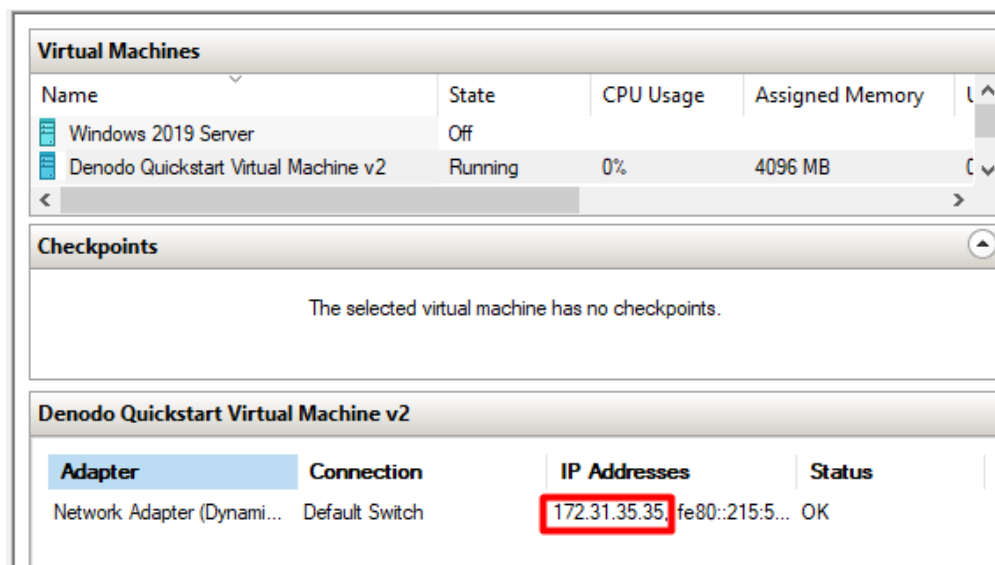 Virtual Machines
Name State CPU Usage Assigned Memory
Windows 2019 Server Off
Denodo Quickstart Virtual Machine v2 Running 0% 4096 MB
Checkpoints
The selected virtual machine has no checkpoints.
Denodo Quickstart Virtual Machine v2
Adapter Connection IP Addresses Status
Network Adapter (Dynami... Default Switch 172.31.35.35, fe80::215:5... OK